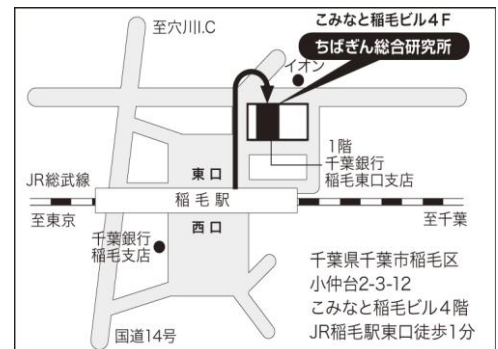 至穴川I.C
こみなと稲毛ビル4F
ちばぎん総合研究所
イオン
1階
千葉銀行
稲毛東口支店
東口
JR総武線
稲毛駅
至東京
西口
至千葉
千葉銀行
稲毛支店
千葉県千葉市稲毛区
小仲台2-3-12
こみなと稲毛ビル4階
JR稲毛駅東口徒歩1分
国道14号